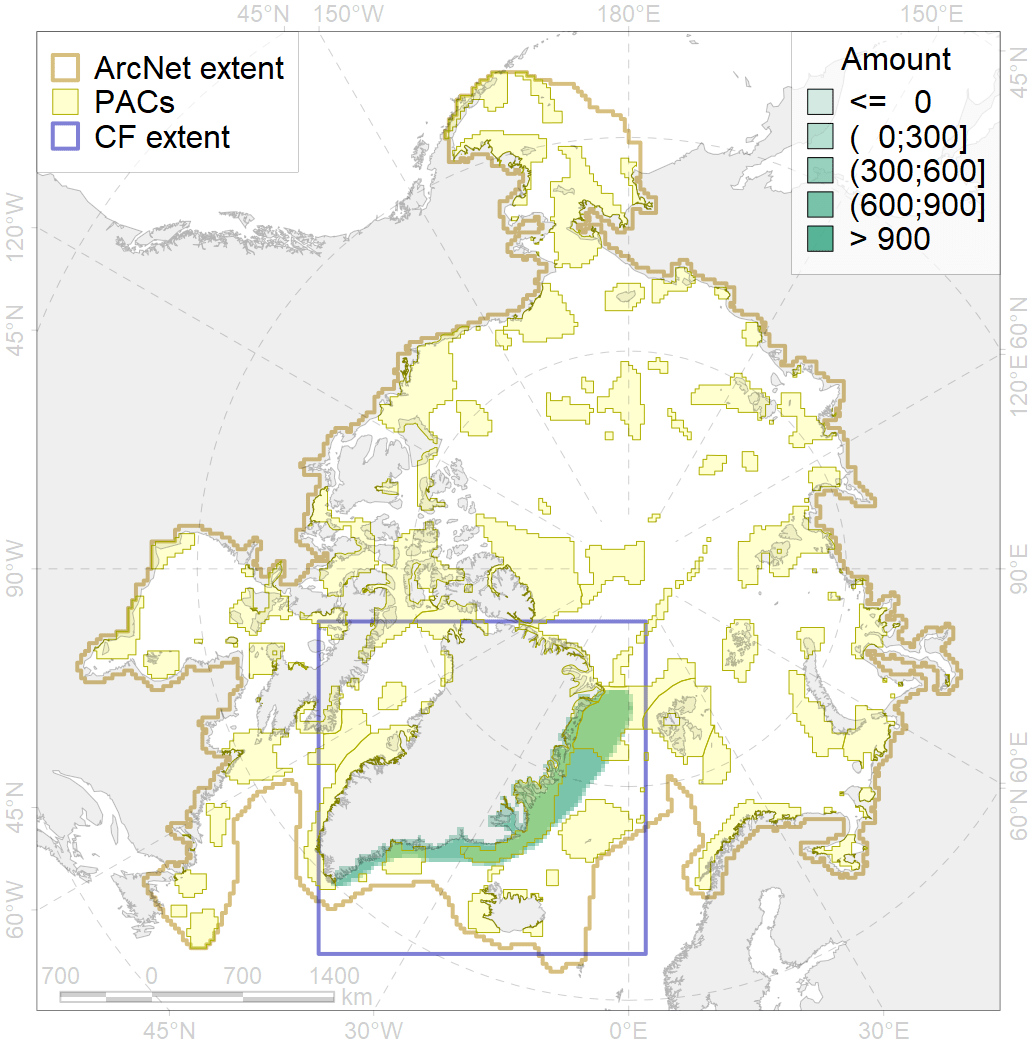 45°N 150°W 180°E 150°E
ArcNet extent
PACs
CF extent
Amount
<= 0
( 0;300]
(300;600]
(600;900]
> 900
45°N
120°W
45°N
90°W
45°N
60°W
60°N
120°E
90°E
60°E
60°N
700 0 700 1400
km
45°N 30°W 0°E 30°E